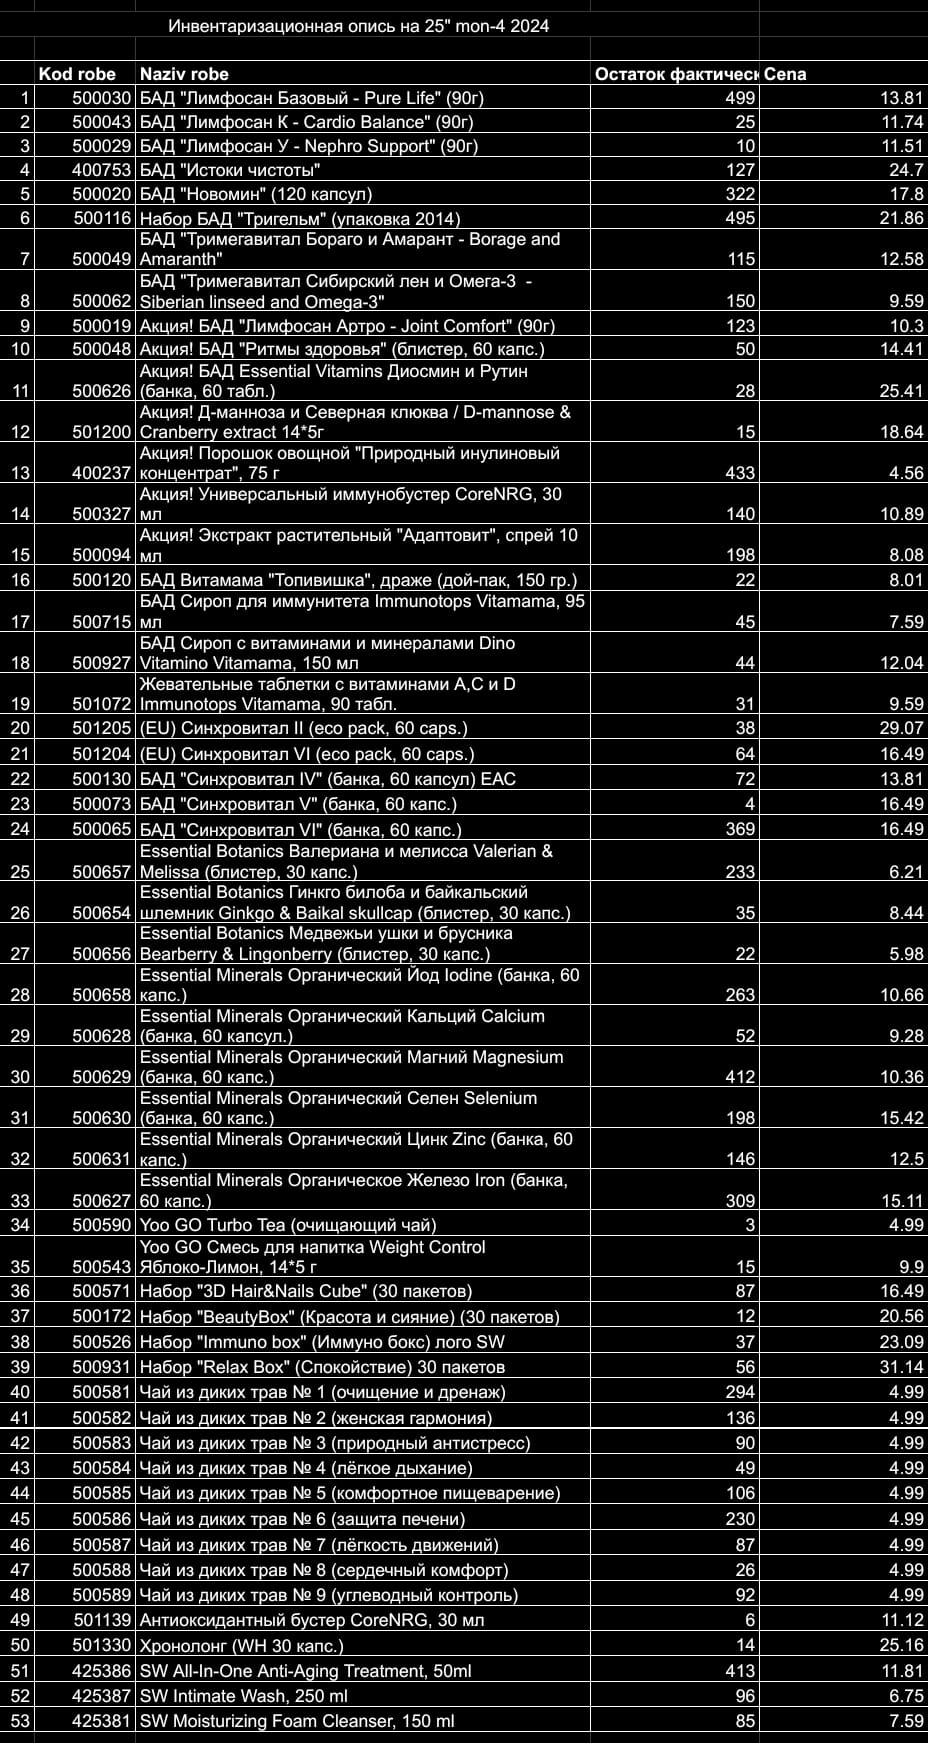 Инвентаризационная опись на 25" mon-4 2024
Kod robe Naziv robe Остаток фактическ Cena
1 500030 БАД "Лимфосан Базовый - Pure Life" (90г) 499 13.81
2 500043 БАД "Лимфосан К - Cardio Balance" (90г) 25 11.74
3 500029 БАД "Лимфосан У - Nephro Support" (90г) 10 11.51
4 400753 БАД "Истоки чистоты" 127 24.7
5 500020 БАД "Новомин" (120 капсул) 322 17.8
6 500116 Набор БАД "Тригельм" (упаковка 2014) 495 21.86
БАД "Тримегавитал Бораго и Амарант - Borage and
7 500049 Amaranth" 115 12.58
БАД "Тримегавитал Сибирский лен и Омега-3 -
8 500062 Siberian linseed and Omega-3" 150 9.59
9 500019 Акция! БАД "Лимфосан Артро - Joint Comfort" (90г) 123 10.3
10 500048 Акция! БАД "Ритмы здоровья" (блистер, 60 капс.) 50 14.41
Акция! БАД Essential Vitamins Диосмин и Рутин
11 500626 (банка, 60 табл.) 28 25.41
Акция! Д-манноза и Северная клюква / D-mannose &
12 501200 Cranberry extract 14*5г 15 18.64
Акция! Порошок овощной "Природный инулиновый
13 400237 концентрат", 75 г 433 4.56
Акция! Универсальный иммунобустер CoreNRG, 30
14 500327 мл 140 10.89
Акция! Экстракт растительный "Адаптовит", спрей 10
15 500094 мл 198 8.08
16 500120 БАД Витамама "Топивишка", драже (дой-пак, 150 гр.) 22 8.01
БАД Сироп для иммунитета Immunotops Vitamama, 95
17 500715 мл 45 7.59
БАД Сироп с витаминами и минералами Dino
18 500927 Vitamino Vitamama, 150 мл 44 12.04
Жевательные таблетки с витаминами А,С и D
19 501072 Immunotops Vitamama, 90 табл. 31 9.59
20 501205 (EU) Синхровитал II (eco pack, 60 caps.) 38 29.07
21 501204 (EU) Синхровитал VI (eco pack, 60 caps.) 64 16.49
22 500130 БАД "Синхровитал IV" (банка, 60 капсул) ЕАС 72 13.81
23 500073 БАД "Синхровитал V" (банка, 60 капс.) 4 16.49
24 500065 БАД "Синхровитал VI" (банка, 60 капс.) 369 16.49
Essential Botanics Валериана и мелисса Valerian &
25 500657 Melissa (блистер, 30 капс.) 233 6.21
Essential Botanics Гинкго билоба и байкальский
26 500654 шлемник Ginkgo & Baikal skullcap (блистер, 30 капс.) 35 8.44
Essential Botanics Медвежьи ушки и брусника
27 500656 Bearberry & Lingonberry (блистер, 30 капс.) 22 5.98
Essential Minerals Органический Йод Iodine (банка, 60
28 500658 капс.) 263 10.66
Essential Minerals Органический Кальций Calcium
29 500628 (банка, 60 капсул.) 52 9.28
Essential Minerals Органический Магний Magnesium
30 500629 (банка, 60 капс.) 412 10.36
Essential Minerals Органический Селен Selenium
31 500630 (банка, 60 капс.) 198 15.42
Essential Minerals Органический Цинк Zinc (банка, 60
32 500631 капс.) 146 12.5
Essential Minerals Органическое Железо Iron (банка,
33 500627 60 капс.) 309 15.11
34 500590 Yoo GO Turbo Tea (очищающий чай) 3 4.99
Yoo GO Смесь для напитка Weight Control
35 500543 Яблоко-Лимон, 14*5 г 15 9.9
36 500571 Набор "3D Hair&Nails Cube" (30 пакетов) 87 16.49
37 500172 Набор "BeautyBox" (Красота и сияние) (30 пакетов) 12 20.56
38 500526 Набор "Immuno box" (Иммуно бокс) лого SW 37 23.09
39 500931 Набор "Relax Box" (Спокойствие) 30 пакетов 56 31.14
40 500581 Чай из диких трав № 1 (очищение и дренаж) 294 4.99
41 500582 Чай из диких трав № 2 (женская гармония) 136 4.99
42 500583 Чай из диких трав № 3 (природный антистресс) 90 4.99
43 500584 Чай из диких трав № 4 (лёгкое дыхание) 49 4.99
44 500585 Чай из диких трав № 5 (комфортное пищеварение) 106 4.99
45 500586 Чай из диких трав № 6 (защита печени) 230 4.99
46 500587 Чай из диких трав № 7 (лёгкость движений) 87 4.99
47 500588 Чай из диких трав № 8 (сердечный комфорт) 26 4.99
48 500589 Чай из диких трав № 9 (углеводный контроль) 92 4.99
49 501139 Антиоксидантный бустер CoreNRG, 30 мл 6 11.12
50 501330 Хронолонг (WH 30 капс.) 14 25.16
51 425386 SW All-In-One Anti-Aging Treatment, 50ml 413 11.81
52 425387 SW Intimate Wash, 250 ml 96 6.75
53 425381 SW Moisturizing Foam Cleanser, 150 ml 85 7.59